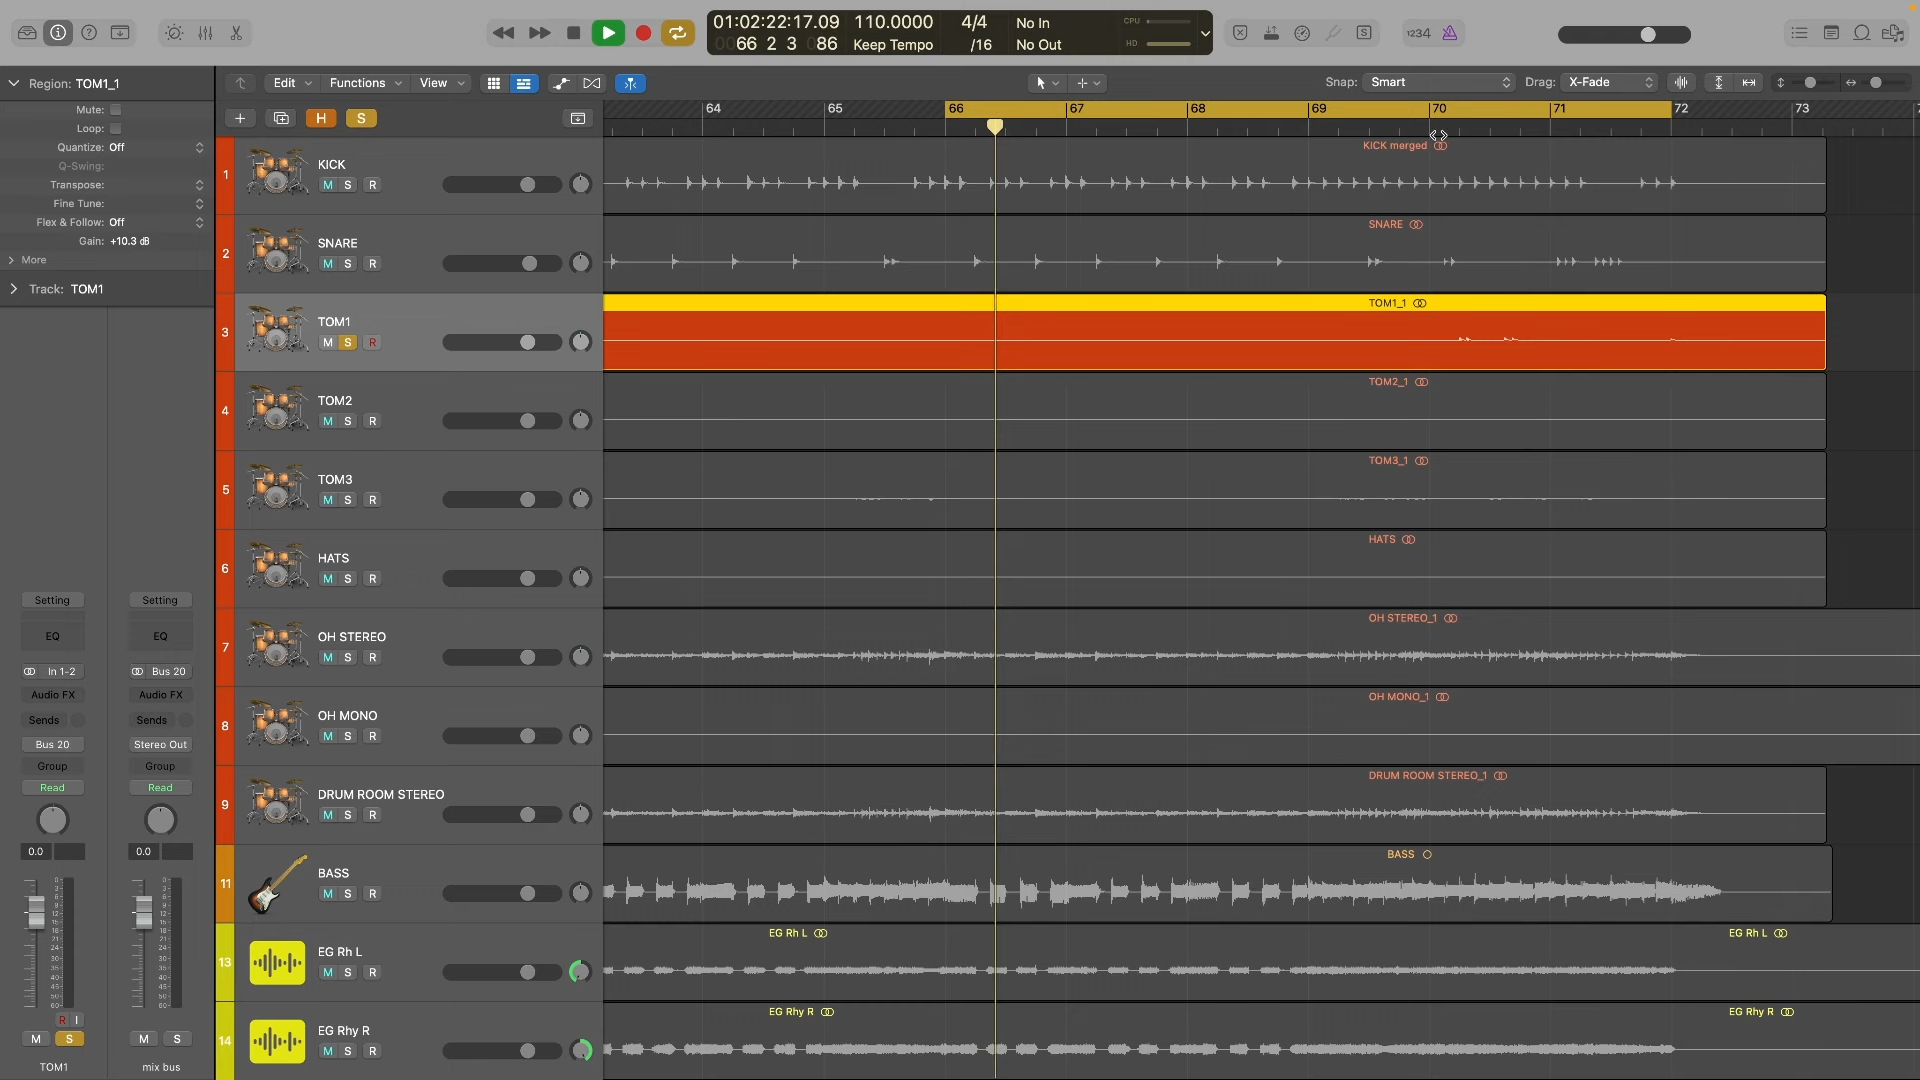 01:02:22:17.09 110.0000 4/4 No In CPU
0066 2 3 086 Keep Tempo /16 No Out HD
1234
Region: TOM1_1
Edit Functions View
Snap: Smart Drag: X-Fade
Mute:
Loop:
Quantize: Off
Q-Swing:
Transpose:
Fine Tune:
Flex & Follow: Off
Gain: +10.3 dB
More
Track: TOM1
H S
64 65 66 67 68 69 70 71 72 73
1 KICK
M S R
KICK merged
2 SNARE
M S R
SNARE
3 TOM1
M S R
TOM1_1
4 TOM2
M S R
TOM2_1
5 TOM3
M S R
TOM3_1
6 HATS
M S R
HATS
7 OH STEREO
M S R
OH STEREO_1
8 OH MONO
M S R
OH MONO_1
9 DRUM ROOM STEREO
M S R
DRUM ROOM STEREO_1
11 BASS
M S R
BASS
13 EG Rh L
M S R
EG Rh L
EG Rh L
14 EG Rhy R
M S R
EG Rhy R
EG Rhy R
Setting Setting
EQ EQ
In 1-2 Bus 20
Audio FX Audio FX
Sends Sends
Bus 20 Stereo Out
Group Group
Read Read
0.0 0.0
R I
M S M S
TOM1 mix bus